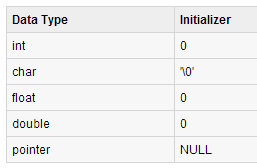 Data Type Initializer
int 0
char '\0'
float 0
double 0
pointer NULL